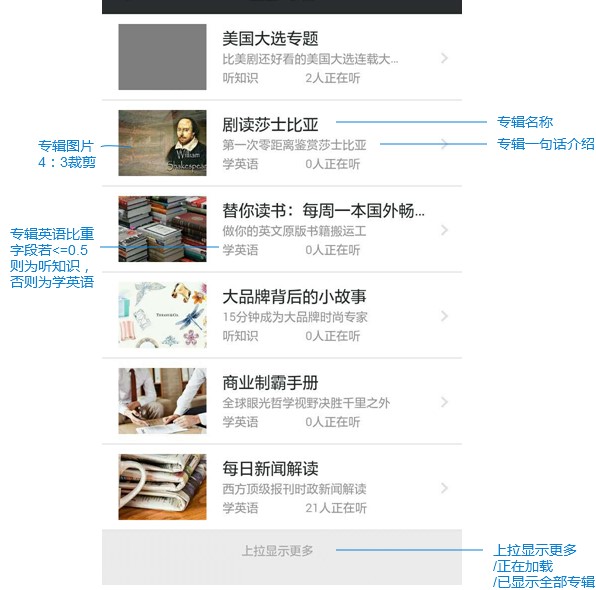 美国大选专题
比美剧还好看的美国大选连载大...
听知识 2人正在听
剧读莎士比亚
第一次零距离鉴赏莎士比亚
学英语 0人正在听
William
Shakespear
专辑名称
专辑一句话介绍
专辑图片
4：3裁剪
替你读书：每周一本国外畅...
做你的英文原版书籍搬运工
学英语 0人正在听
专辑英语比重
字段若<=0.5
则为听知识，
否则为学英语
大品牌背后的小故事
15分钟成为大品牌时尚专家
听知识 0人正在听
商业制霸手册
全球眼光哲学视野决胜千里之外
学英语 0人正在听
每日新闻解读
西方顶级报刊时政新闻解读
学英语 21人正在听
上拉显示更多
上拉显示更多
/正在加载
/已显示全部专辑